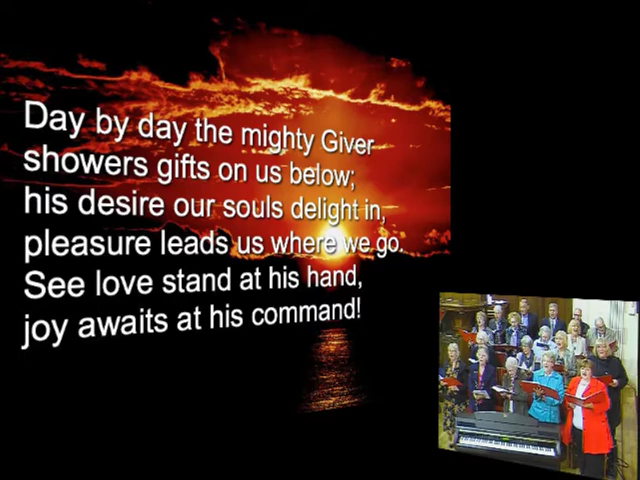 Day by day the mighty Giver
showers gifts on us below;
his desire our souls delight in,
pleasure leads us where we go.
See love stand at his hand,
joy awaits at his command!